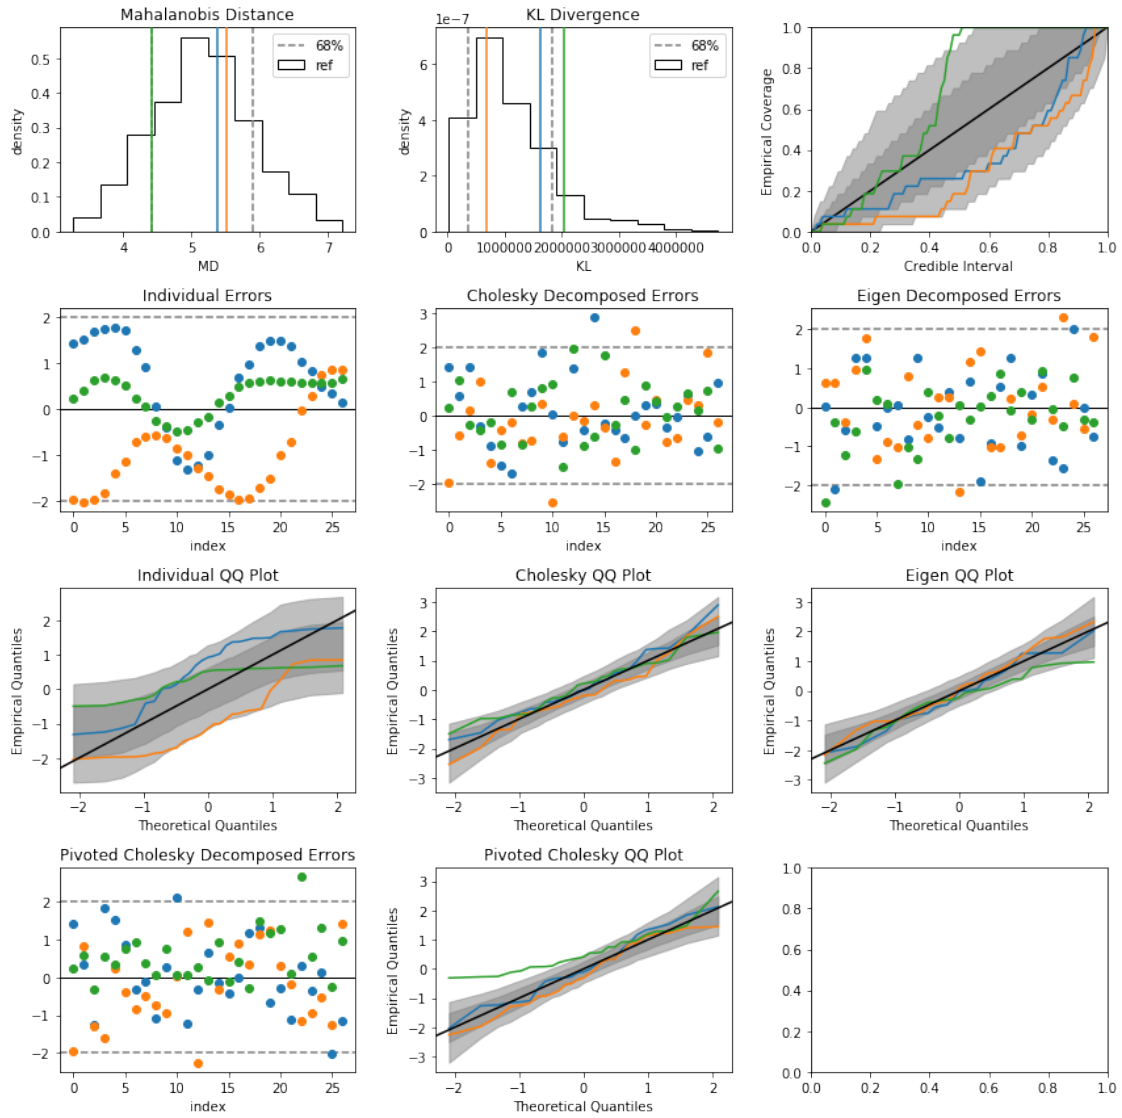 Mahalanobis Distance
KL Divergence
1e−7
68%
ref
68%
ref
density
density
Empirical Coverage
0.0 0.1 0.2 0.3 0.4 0.5
0 2 4 6
0.0 0.2 0.4 0.6 0.8 1.0
4 5 6 7
0 1000000 2000000 3000000 4000000
0.0 0.2 0.4 0.6 0.8 1.0
MD
KL
Credible Interval
Individual Errors
Cholesky Decomposed Errors
Eigen Decomposed Errors
2 1 0 −1 −2
3 2 1 0 −1 −2
2 1 0 −1 −2
0 5 10 15 20 25
0 5 10 15 20 25
0 5 10 15 20 25
index
index
index
Individual QQ Plot
Cholesky QQ Plot
Eigen QQ Plot
Empirical Quantiles
Empirical Quantiles
Empirical Quantiles
2 1 0 −1 −2
3 2 1 0 −1 −2 −3
3 2 1 0 −1 −2 −3
−2 −1 0 1 2
−2 −1 0 1 2
−2 −1 0 1 2
Theoretical Quantiles
Theoretical Quantiles
Theoretical Quantiles
Pivoted Cholesky Decomposed Errors
Pivoted Cholesky QQ Plot
Empirical Quantiles
2 1 0 −1 −2
3 2 1 0 −1 −2 −3
1.0 0.8 0.6 0.4 0.2 0.0
0 5 10 15 20 25
−2 −1 0 1 2
0.0 0.2 0.4 0.6 0.8 1.0
index
Theoretical Quantiles